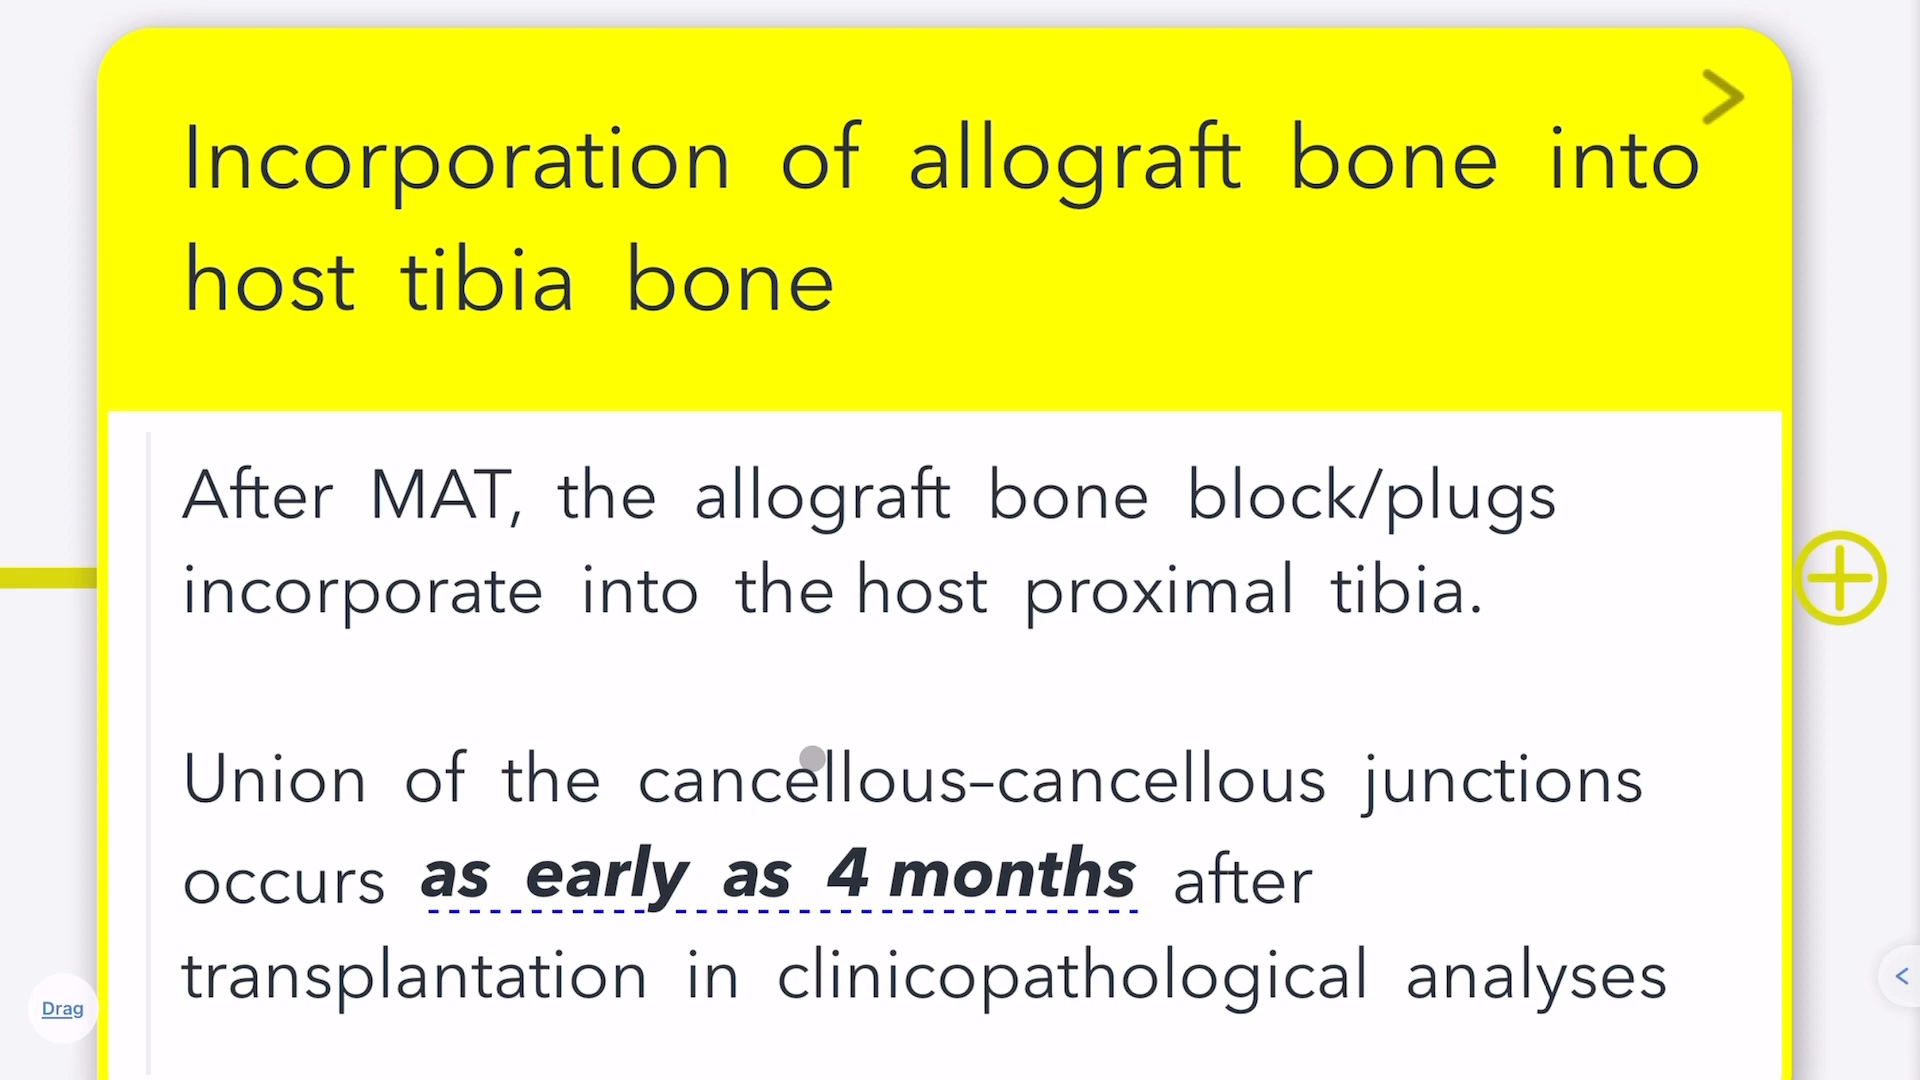 Incorporation of allograft bone into
host tibia bone
After MAT, the allograft bone block/plugs
incorporate into the host proximal tibia.
Union of the cancellous–cancellous junctions
occurs as early as 4 months after
transplantation in clinicopathological analyses
Drag